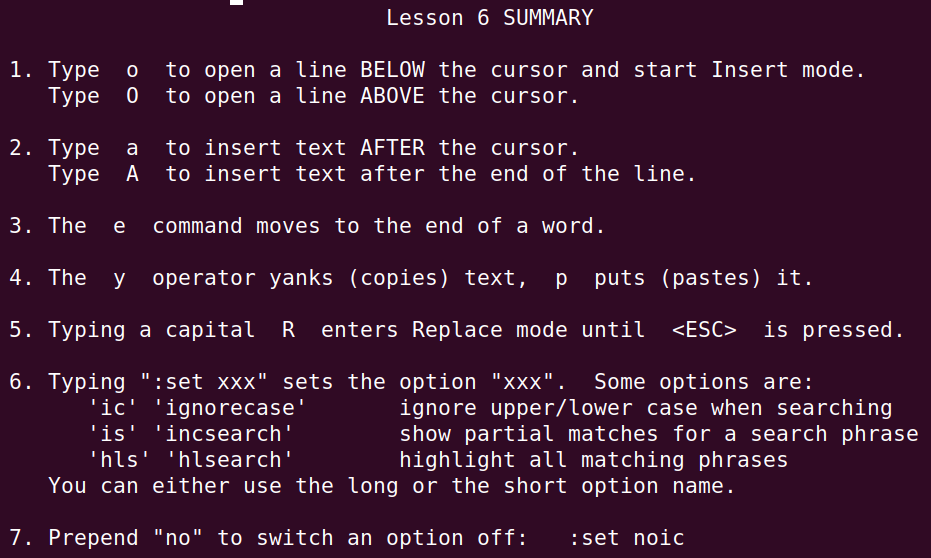 Lesson 6 SUMMARY
1. Type  o  to open a line BELOW the cursor and start Insert mode.
Type  O  to open a line ABOVE the cursor.
2. Type  a  to insert text AFTER the cursor.
Type  A  to insert text after the end of the line.
3. The  e  command moves to the end of a word.
4. The  y  operator yanks (copies) text,  p  puts (pastes) it.
5. Typing a capital  R  enters Replace mode until  <ESC>  is pressed.
6. Typing ":set xxx" sets the option "xxx".  Some options are:
'ic' 'ignorecase'       ignore upper/lower case when searching
'is' 'incsearch'        show partial matches for a search phrase
'hls' 'hlsearch'        highlight all matching phrases
You can either use the long or the short option name.
7. Prepend "no" to switch an option off:   :set noic